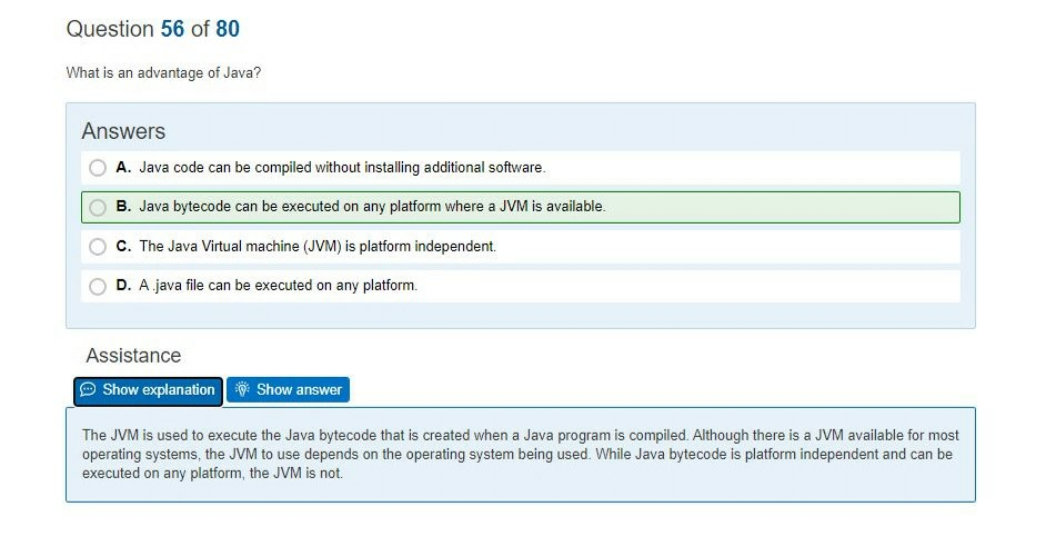 Question 56 of 80
What is an advantage of Java?
Answers
A. Java code can be compiled without installing additional software.
B. Java bytecode can be executed on any platform where a JVM is available.
C. The Java Virtual machine (JVM) is platform independent.
D. A .java file can be executed on any platform.
Assistance
Show explanation Show answer
The JVM is used to execute the Java bytecode that is created when a Java program is compiled. Although there is a JVM available for most
operating systems, the JVM to use depends on the operating system being used. While Java bytecode is platform independent and can be
executed on any platform, the JVM is not.